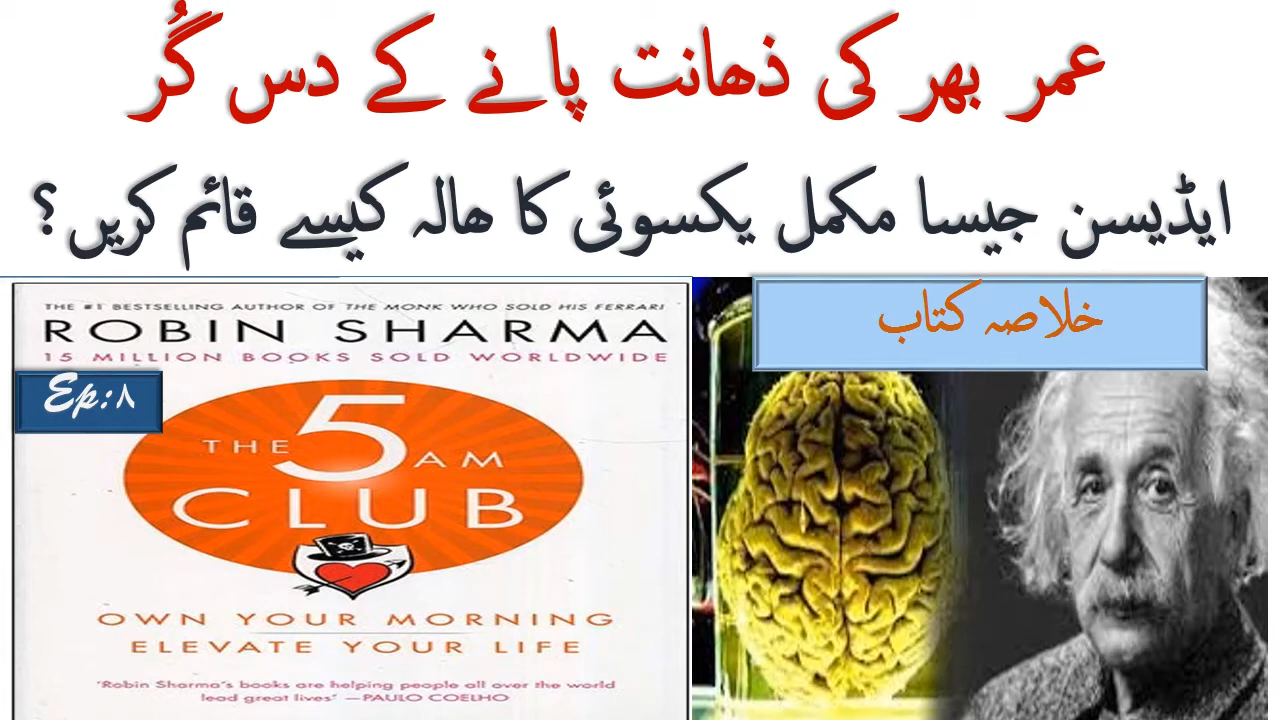 عمر بھر کی ذھانت پانے کے دس گُر
ایڈیسن جیسا مکمل یکسوئی کا ھالہ کیسے قائم کریں؟
خلاصہ کتاب
THE #1 BESTSELLING AUTHOR OF THE MONK WHO SOLD HIS FERRARI
ROBIN SHARMA
15 MILLION BOOKS SOLD WORLDWIDE
Ep:۸
THE 5 AM
CLUB
OWN YOUR MORNING
ELEVATE YOUR LIFE
'Robin Sharma's books are helping people all over the world
lead great lives' —PAULO COELHO